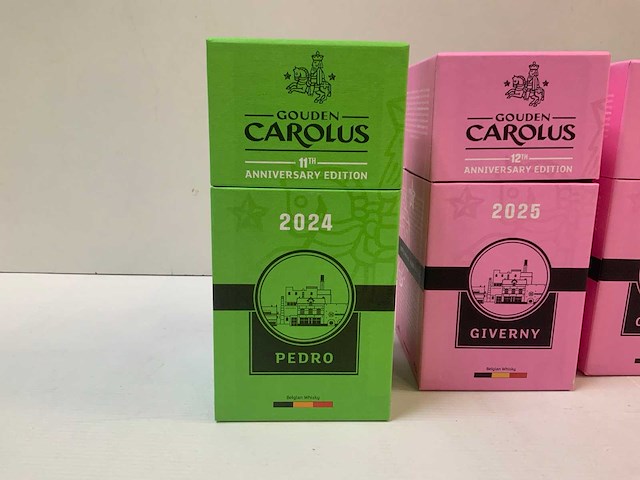 GOUDEN
CAROLUS
11TH
ANNIVERSARY EDITION
2024
PEDRO
Belgian Whisky
GOUDEN
CAROLUS
12TH
ANNIVERSARY EDITION
2025
GIVERNY
Belgian Whisky